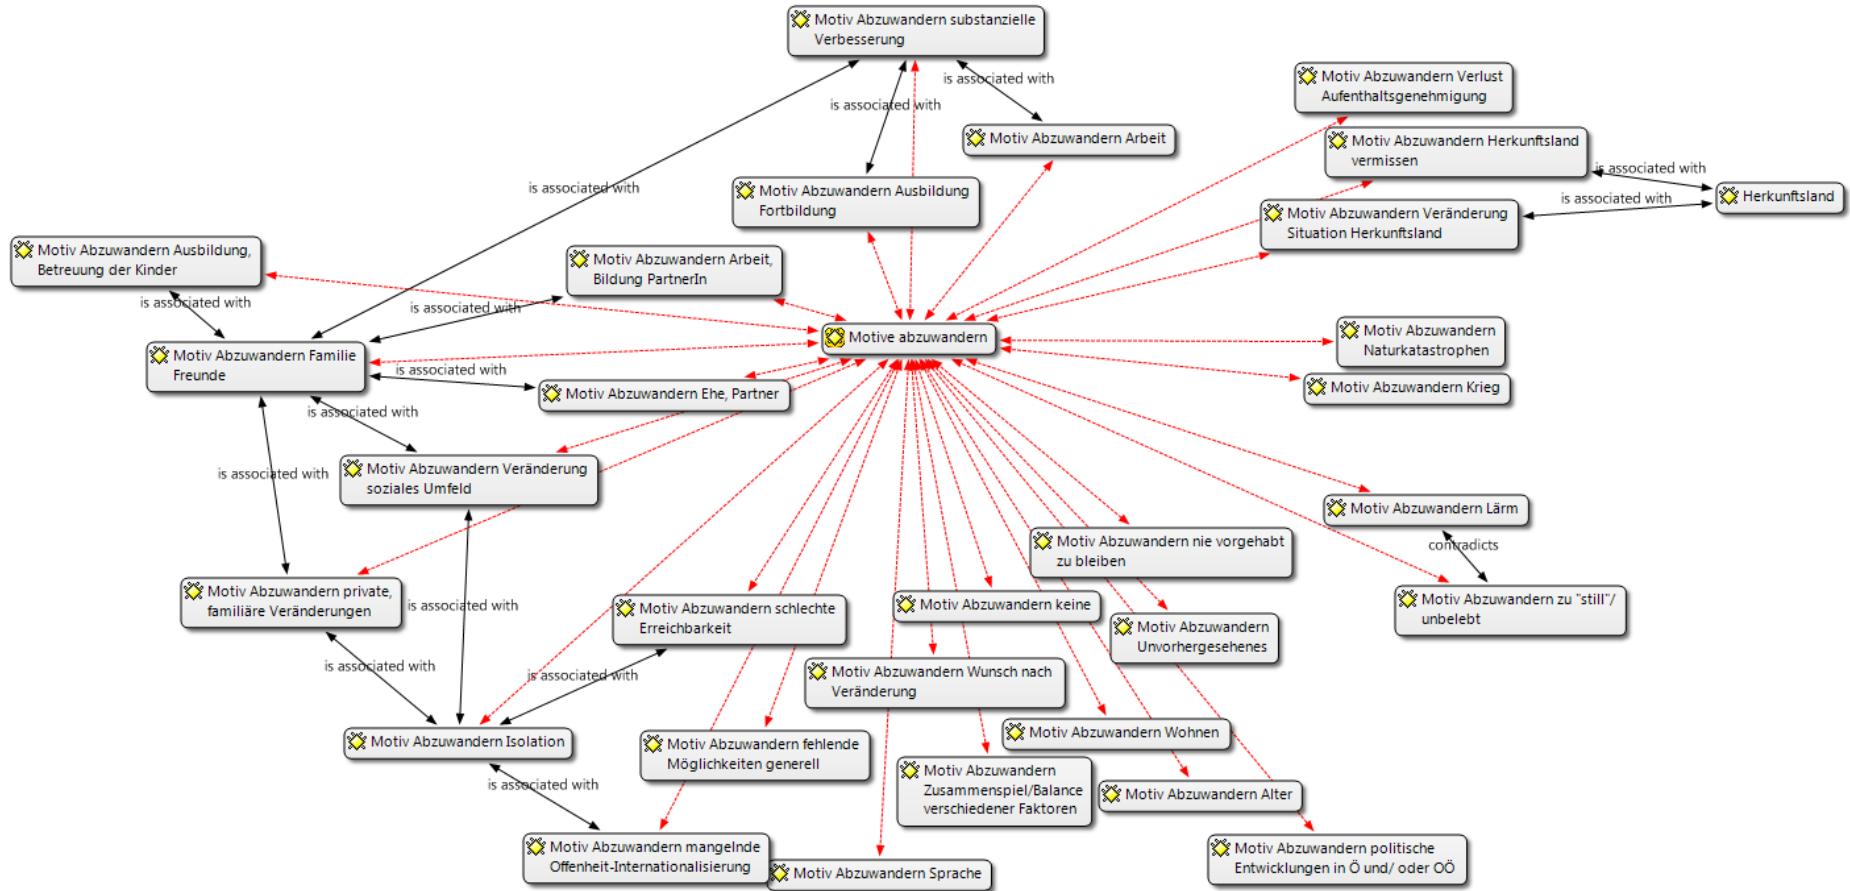 Motiv Abzuwandern substanzielle
Verbesserung
is associated with
is associated with
Motiv Abzuwandern Verlust
Aufenthaltsgenehmigung
Motiv Abzuwandern Arbeit
Motiv Abzuwandern Herkunftsland
vermissen
is associated with
is associated with
Motiv Abzuwandern Ausbildung
Fortbildung
is associated with
Herkunftsland
Motiv Abzuwandern Veränderung
Situation Herkunftsland
Motiv Abzuwandern Ausbildung,
Betreuung der Kinder
Motiv Abzuwandern Arbeit,
Bildung PartnerIn
is associated with
is associated with
Motive abzuwandern
Motiv Abzuwandern
Naturkatastrophen
Motiv Abzuwandern Familie
Freunde
is associated with
Motiv Abzuwandern Ehe, Partner
Motiv Abzuwandern Krieg
is associated with
is associated with
Motiv Abzuwandern Veränderung
soziales Umfeld
Motiv Abzuwandern Lärm
contradicts
Motiv Abzuwandern nie vorgehabt
zu bleiben
Motiv Abzuwandern private,
familiäre Veränderungen
is associated with
Motiv Abzuwandern schlechte
Erreichbarkeit
Motiv Abzuwandern keine
Motiv Abzuwandern
Unvorhergesehenes
Motiv Abzuwandern zu "still"/
unbelebt
is associated with
is associated with
Motiv Abzuwandern Wunsch nach
Veränderung
Motiv Abzuwandern Isolation
Motiv Abzuwandern fehlende
Möglichkeiten generell
Motiv Abzuwandern Wohnen
Motiv Abzuwandern
Zusammenspiel/Balance
verschiedener Faktoren
Motiv Abzuwandern Alter
is associated with
Motiv Abzuwandern mangelnde
Offenheit-Internationalisierung
Motiv Abzuwandern Sprache
Motiv Abzuwandern politische
Entwicklungen in Ö und/ oder OÖ